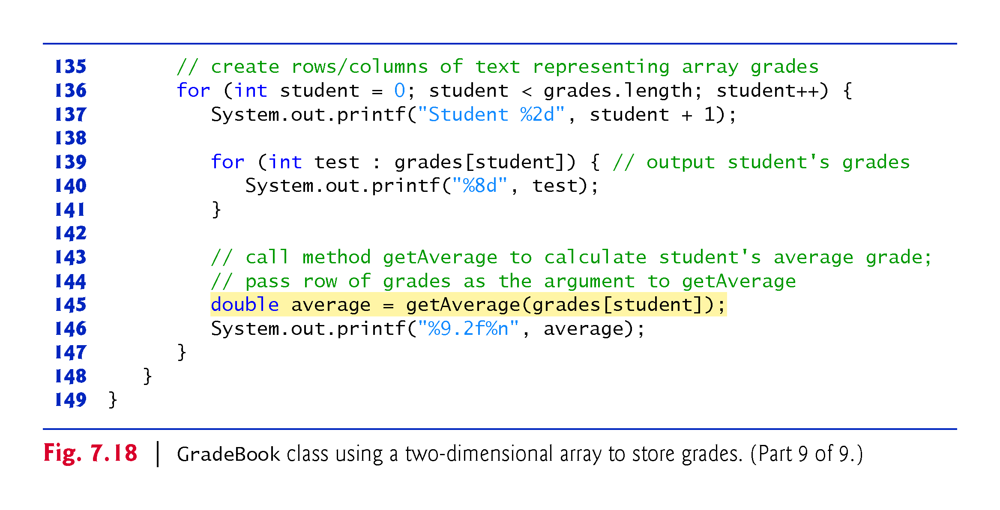 135 // create rows/columns of text representing array grades
136 for (int student = 0; student < grades.length; student++) {
137 System.out.printf("Student %2d", student + 1);
138
139 for (int test : grades[student]) { // output student's grades
140 System.out.printf("%8d", test);
141 }
142
143 // call method getAverage to calculate student's average grade;
144 // pass row of grades as the argument to getAverage
145 double average = getAverage(grades[student]);
146 System.out.printf("%9.2f%n", average);
147 }
148 }
149 }
Fig. 7.18 | GradeBook class using a two-dimensional array to store grades. (Part 9 of 9.)